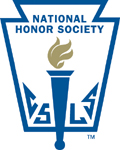 NATIONAL
HONOR SOCIETY
C S L S
TM